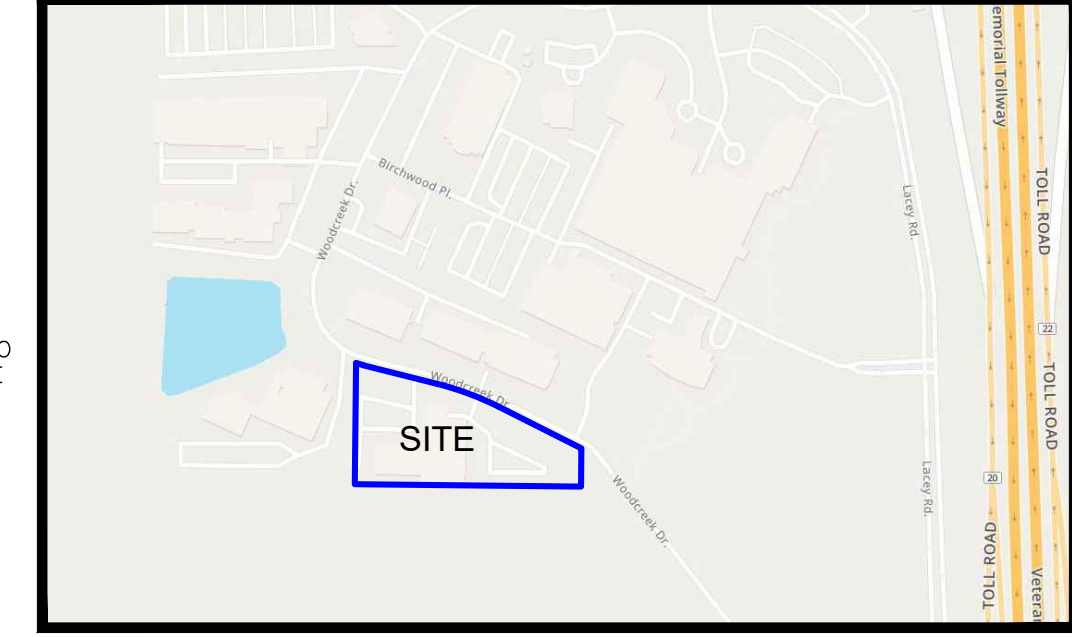 emorial Tollway
TOLL ROAD
Birchwood Pl.
Woodcreek Dr.
Lacey Rd.
22
Woodcreek Dr.
TOLL ROAD
SITE
20
Lacey Rd.
Woodcreek Dr.
TOLL ROAD
Vetera